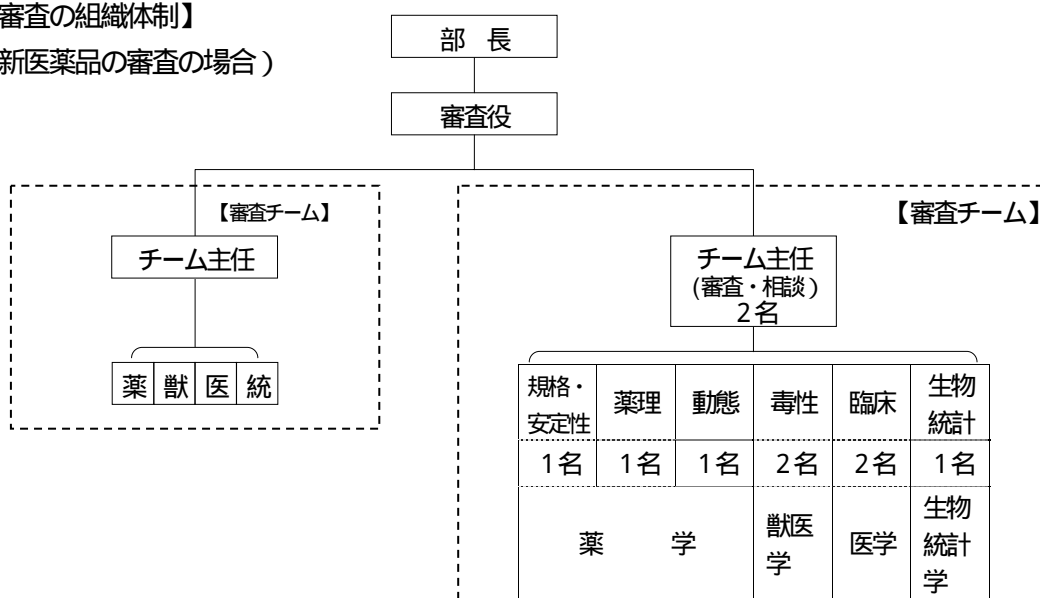 審査の組織体制】
新医薬品の審査の場合）
部 長
審査役
【審査チーム】
チーム主任
薬 獣 医 統
【審査チーム】
チーム主任
(審査・相談)
2名
規格・安定性 薬理 動態 毒性 臨床 生物統計
1名 1名 1名 2名 2名 1名
薬 学 獣医学 医学 生物統計学